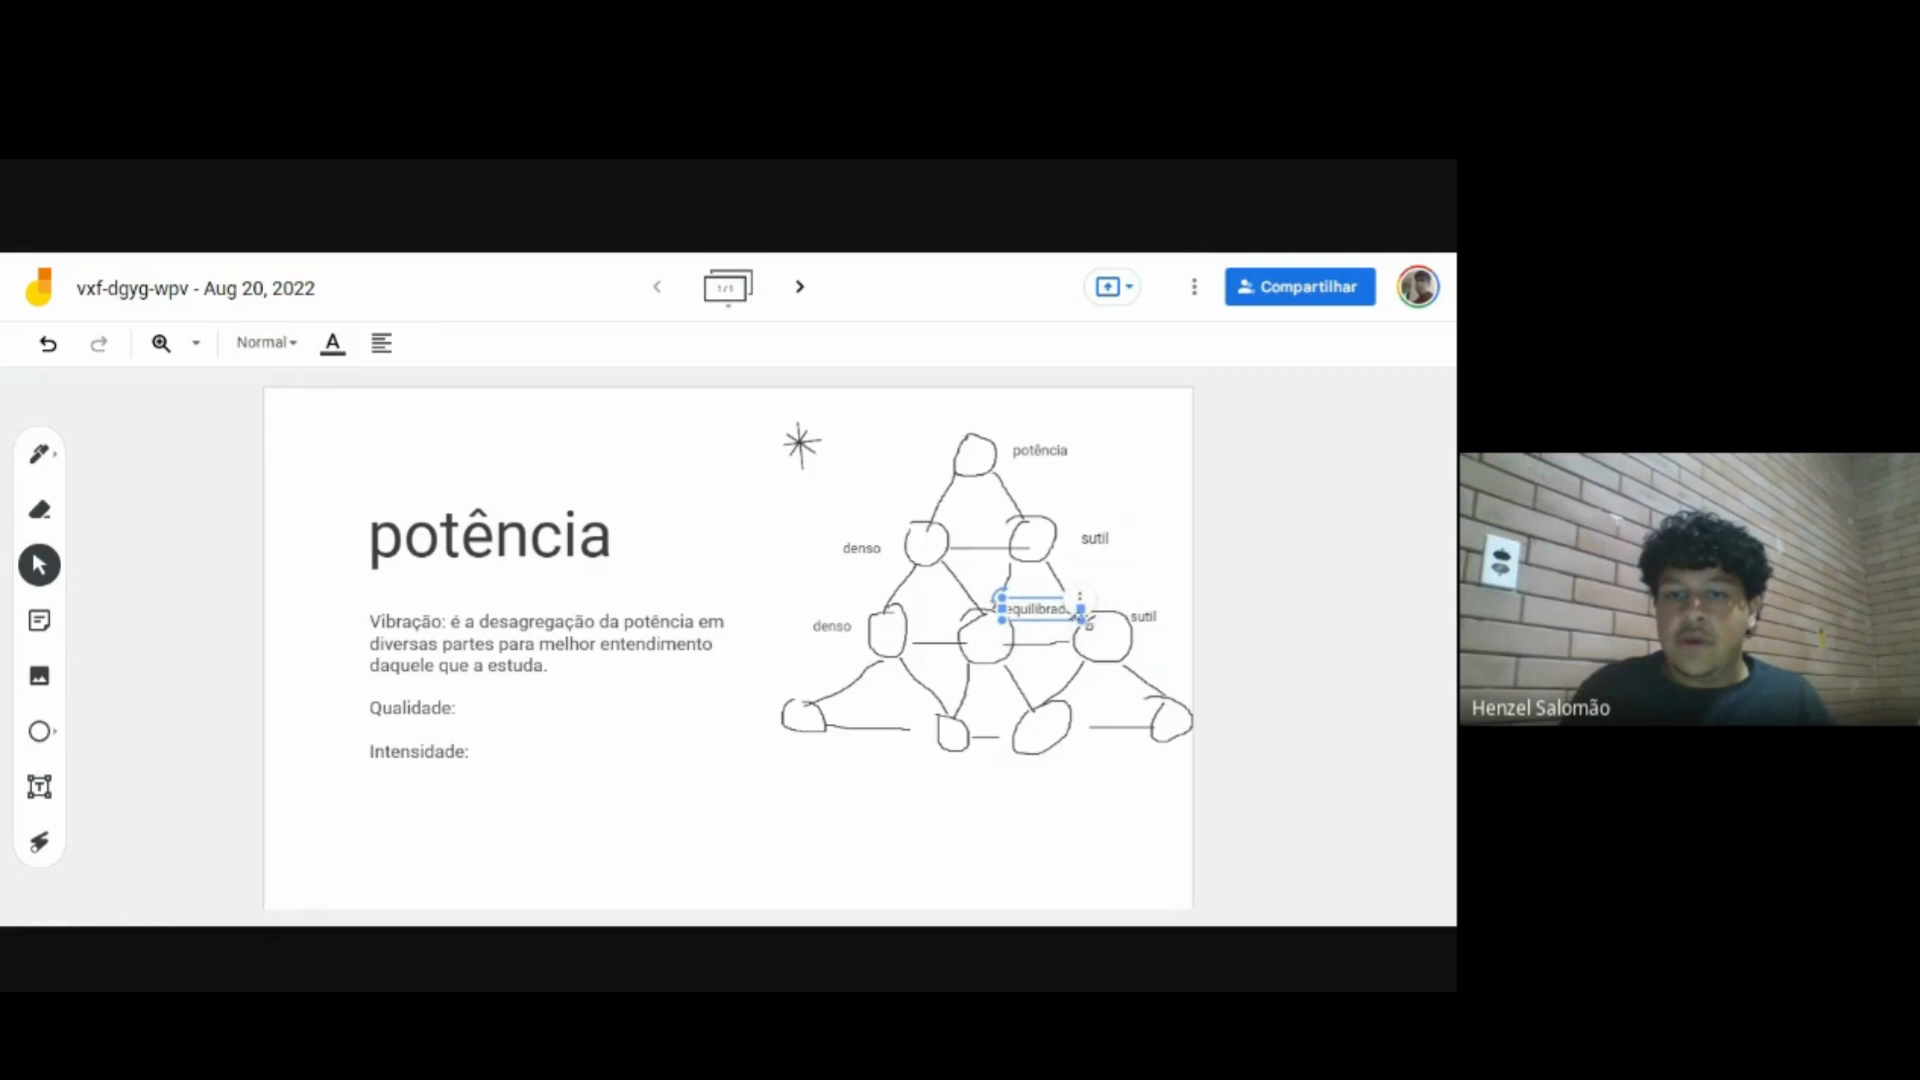 vxf-dgyg-wpv - Aug 20, 2022
1/1
Compartilhar
Normal
A
potência
potência
denso
sutil
equilibrad
denso
sutil
Vibração: é a desagregação da potência em
diversas partes para melhor entendimento
daquele que a estuda.
Qualidade:
Intensidade:
T
Henzel Salomão